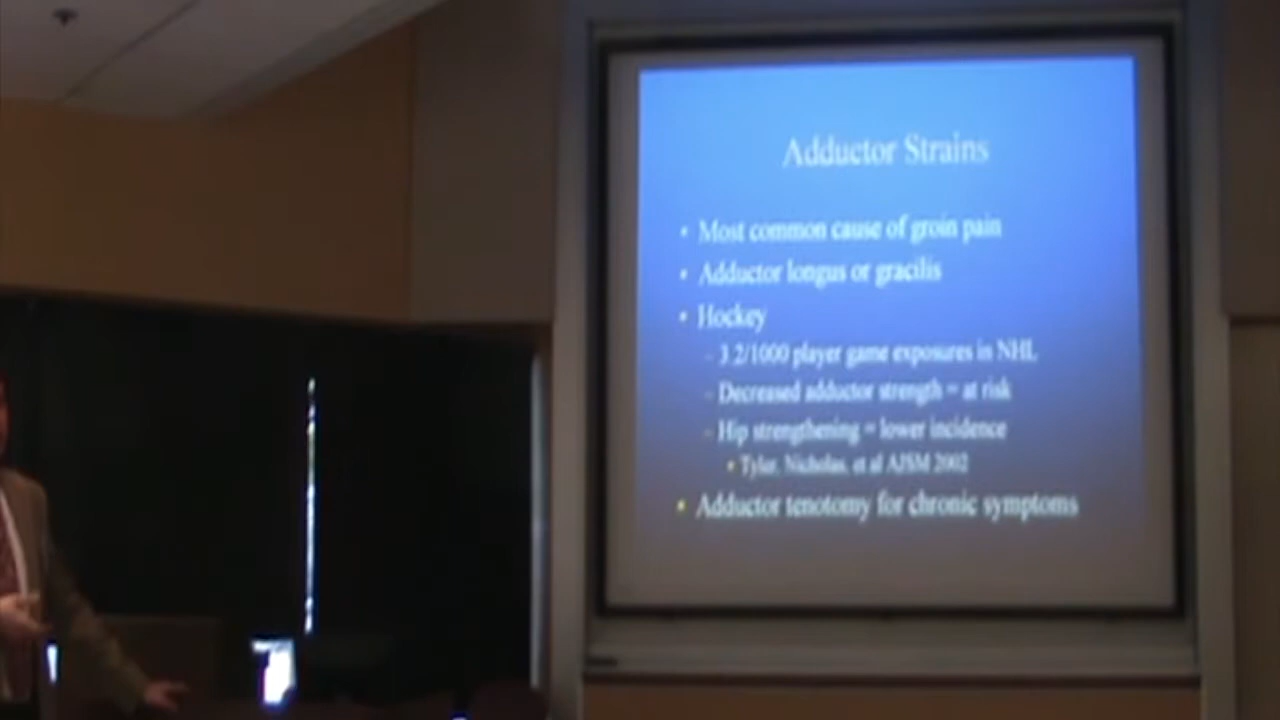 Adductor Strains
• Most common cause of groin pain
• Adductor longus or gracilis
• Hockey
- 3.2/1000 player game exposures in NHL
- Decreased adductor strength = at risk
- Hip strengthening = lower incidence
• Tyler, Nicholas, et al AJSM 2002
• Adductor tenotomy for chronic symptoms